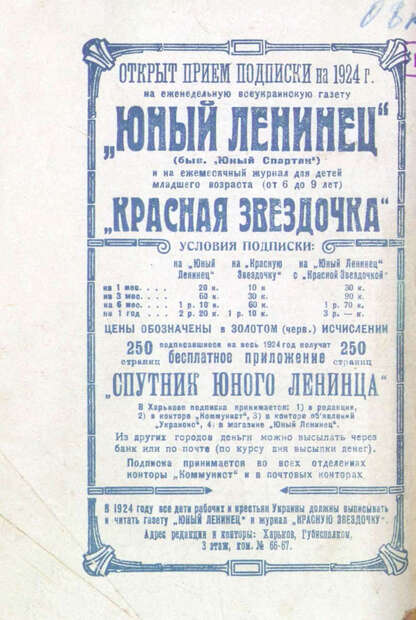 ОТКРЫТ ПРИЕМ ПОДПИСКИ на 1924 г.
на еженедельную всеукраинскую газету
„ЮНЫЙ ЛЕНИНЕЦ“
(быв. „Юный Спартак“)
и на ежемесячный журнал для детей
младшего возраста (от 6 до 9 лет)
„КРАСНАЯ ЗВЕЗДОЧКА“
УСЛОВИЯ ПОДПИСКИ:
на „Юный Ленинец“ на „Красную Звездочку“ на „Юный Ленинец“ с „Красной Звездочкой“
на 1 мес. . . . . 20 к. 10 к 30 к.
на 3 мес. . . . . 60 к. 30 к. 90 к.
на 6 мес. . . . . 1 р. 10 к. 60 к. 1 р. 70 к.
на 1 год . . . . 2 р. 20 к. 1 р. 10 к. 3 р. — к.
ЦЕНЫ ОБОЗНАЧЕНЫ в ЗОЛОТОМ (черв.) ИСЧИСЛЕНИИ
250 страниц подписавшиеся на весь 1924 год получат бесплатное приложение 250 страниц
„СПУТНИК ЮНОГО ЛЕНИНЦА“
В Харькове подписка принимается: 1) в редакции,
2) в конторе „Коммунист“, 3) в конторе об'явлений
4) в магазине „Юный Ленинец“.
Из других городов деньги можно высылать через
банк или по почте (по курсу дня высылки денег).
Подписка принимается во всех отделениях
конторы „Коммунист“ и в почтовых конторах
В 1924 году все дети рабочих и крестьян Украины должны выписывать
и читать газету „ЮНЫЙ ЛЕНИНЕЦ“ и журнал „КРАСНУЮ ЗВЕЗДОЧКУ“.
Адрес редакции и конторы: Харьков, Губисполком,
3 этаж, ком. № 66-67.